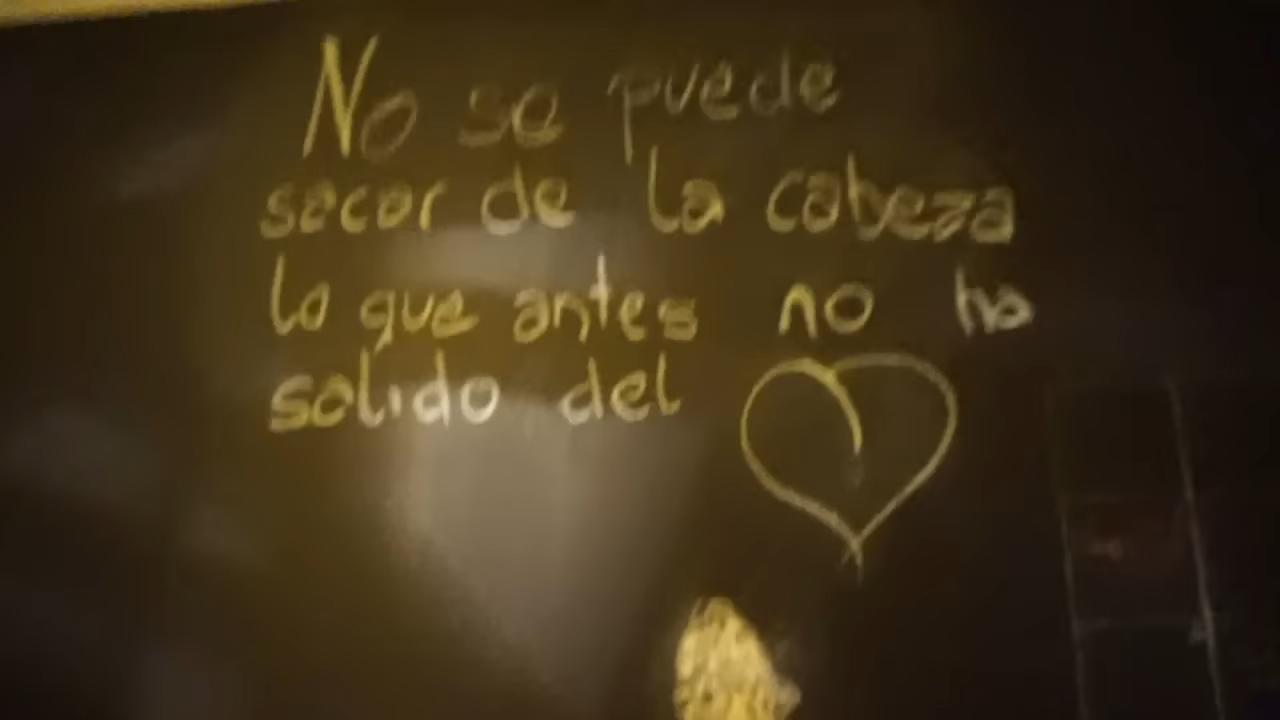 No se puede
sacar de la cabeza
lo que antes no ha
salido del